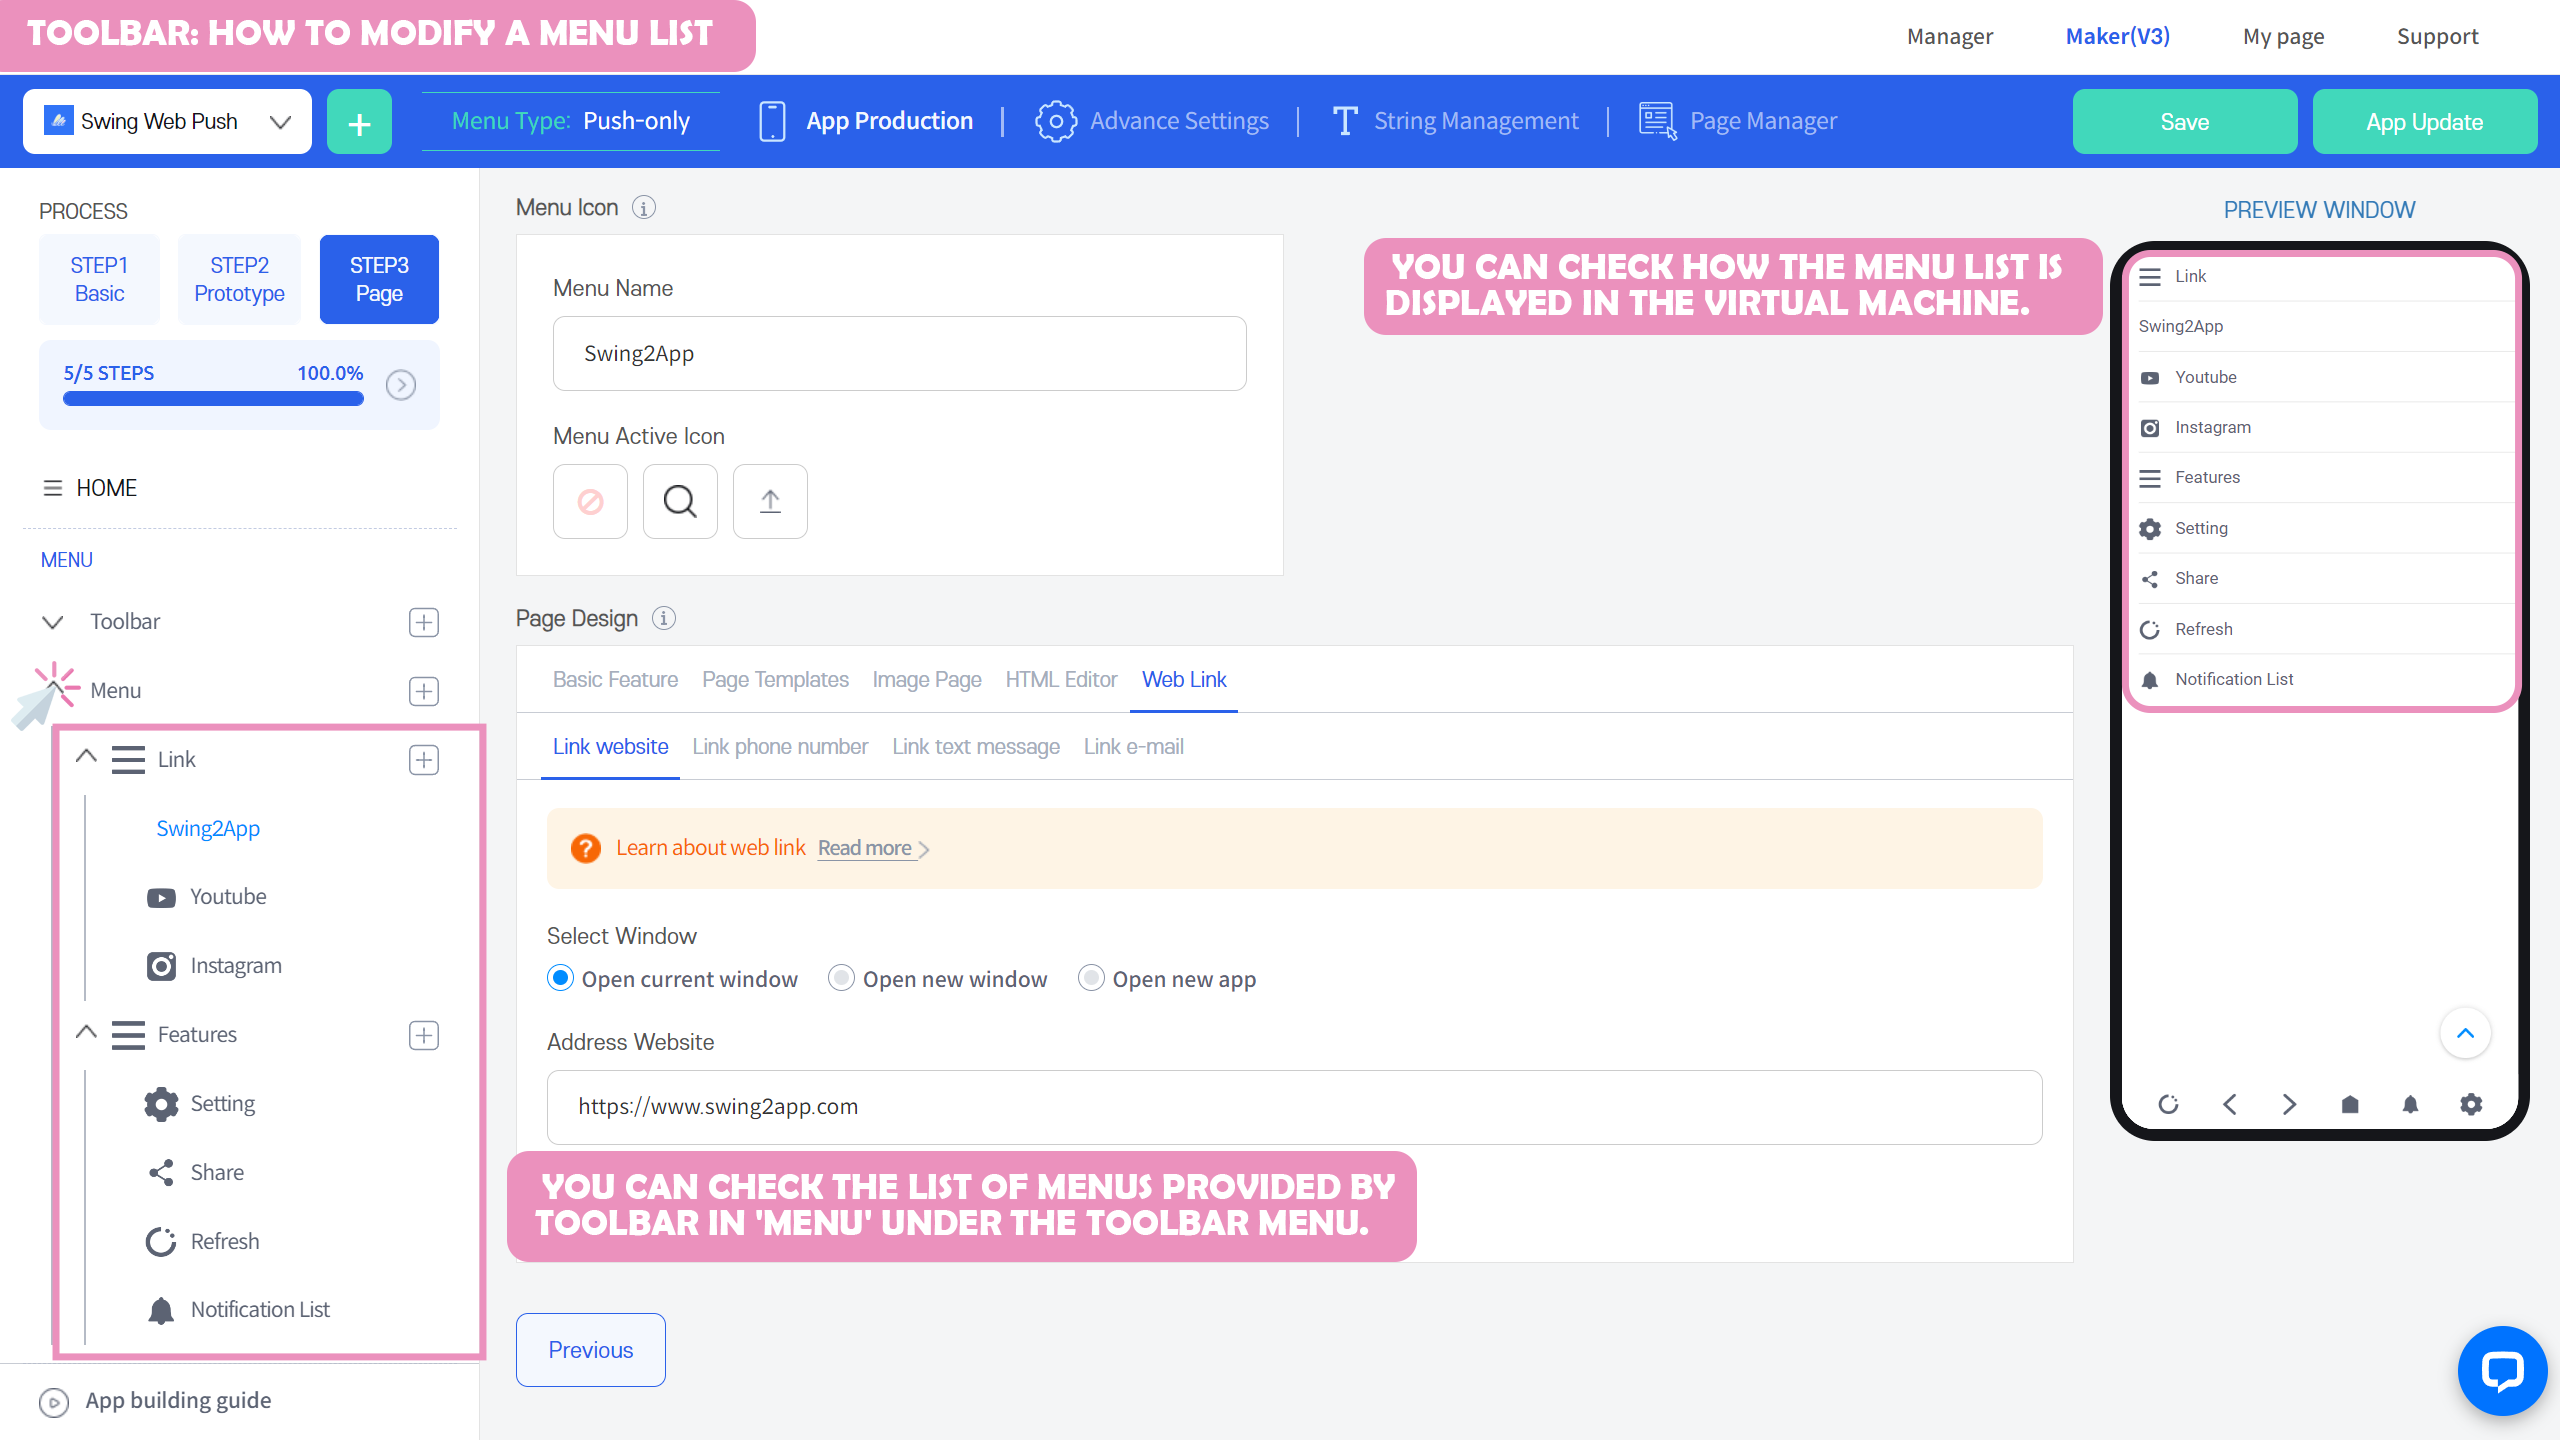 TOOLBAR: HOW TO MODIFY A MENU LIST
Manager
Maker(V3)
My page
Support
Swing Web Push
+
Menu Type: Push-only
App Production
Advance Settings
String Management
Page Manager
Save
App Update
PROCESS
STEP1
Basic
STEP2
Prototype
STEP3
Page
5/5 STEPS
100.0%
HOME
MENU
Toolbar
Menu
Link
Swing2App
Youtube
Instagram
Features
Setting
Share
Refresh
Notification List
App building guide
Menu Icon
Menu Name
Swing2App
Menu Active Icon
Page Design
Basic Feature
Page Templates
Image Page
HTML Editor
Web Link
Link website
Link phone number
Link text message
Link e-mail
Learn about web link Read more
Select Window
Open current window
Open new window
Open new app
Address Website
https://www.swing2app.com
YOU CAN CHECK THE LIST OF MENUS PROVIDED BY
TOOLBAR IN 'MENU' UNDER THE TOOLBAR MENU.
Previous
YOU CAN CHECK HOW THE MENU LIST IS
DISPLAYED IN THE VIRTUAL MACHINE.
PREVIEW WINDOW
Link
Swing2App
Youtube
Instagram
Features
Setting
Share
Refresh
Notification List